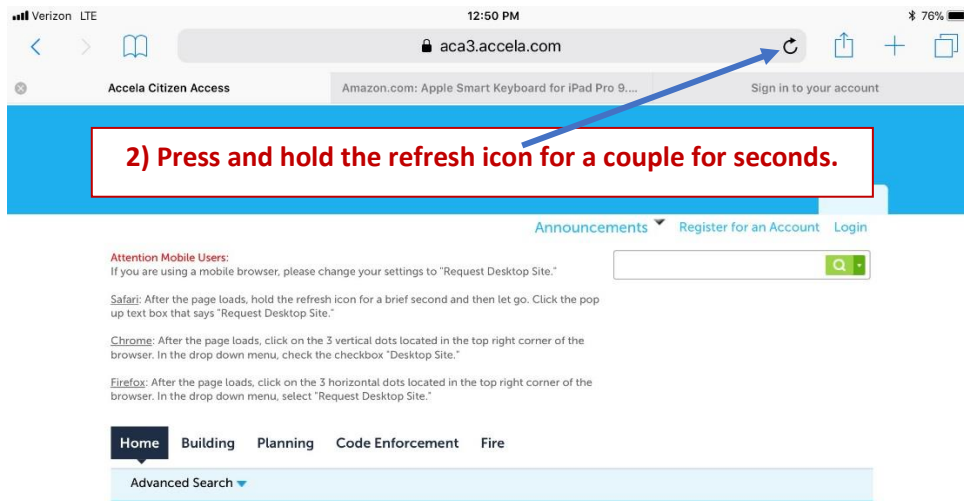 Verizon LTE 12:50 PM 76%
aca3.accela.com
Accela Citizen Access Amazon.com: Apple Smart Keyboard for iPad Pro 9.... Sign in to your account
2) Press and hold the refresh icon for a couple for seconds.
Announcements Register for an Account Login
Attention Mobile Users:
If you are using a mobile browser, please change your settings to "Request Desktop Site."
Safari: After the page loads, hold the refresh icon for a brief second and then let go. Click the pop
up text box that says "Request Desktop Site."
Chrome: After the page loads, click on the 3 vertical dots located in the top right corner of the
browser. In the drop down menu, check the checkbox "Desktop Site."
Firefox: After the page loads, click on the 3 horizontal dots located in the top right corner of the
browser. In the drop down menu, select "Request Desktop Site."
Home Building Planning Code Enforcement Fire
Advanced Search